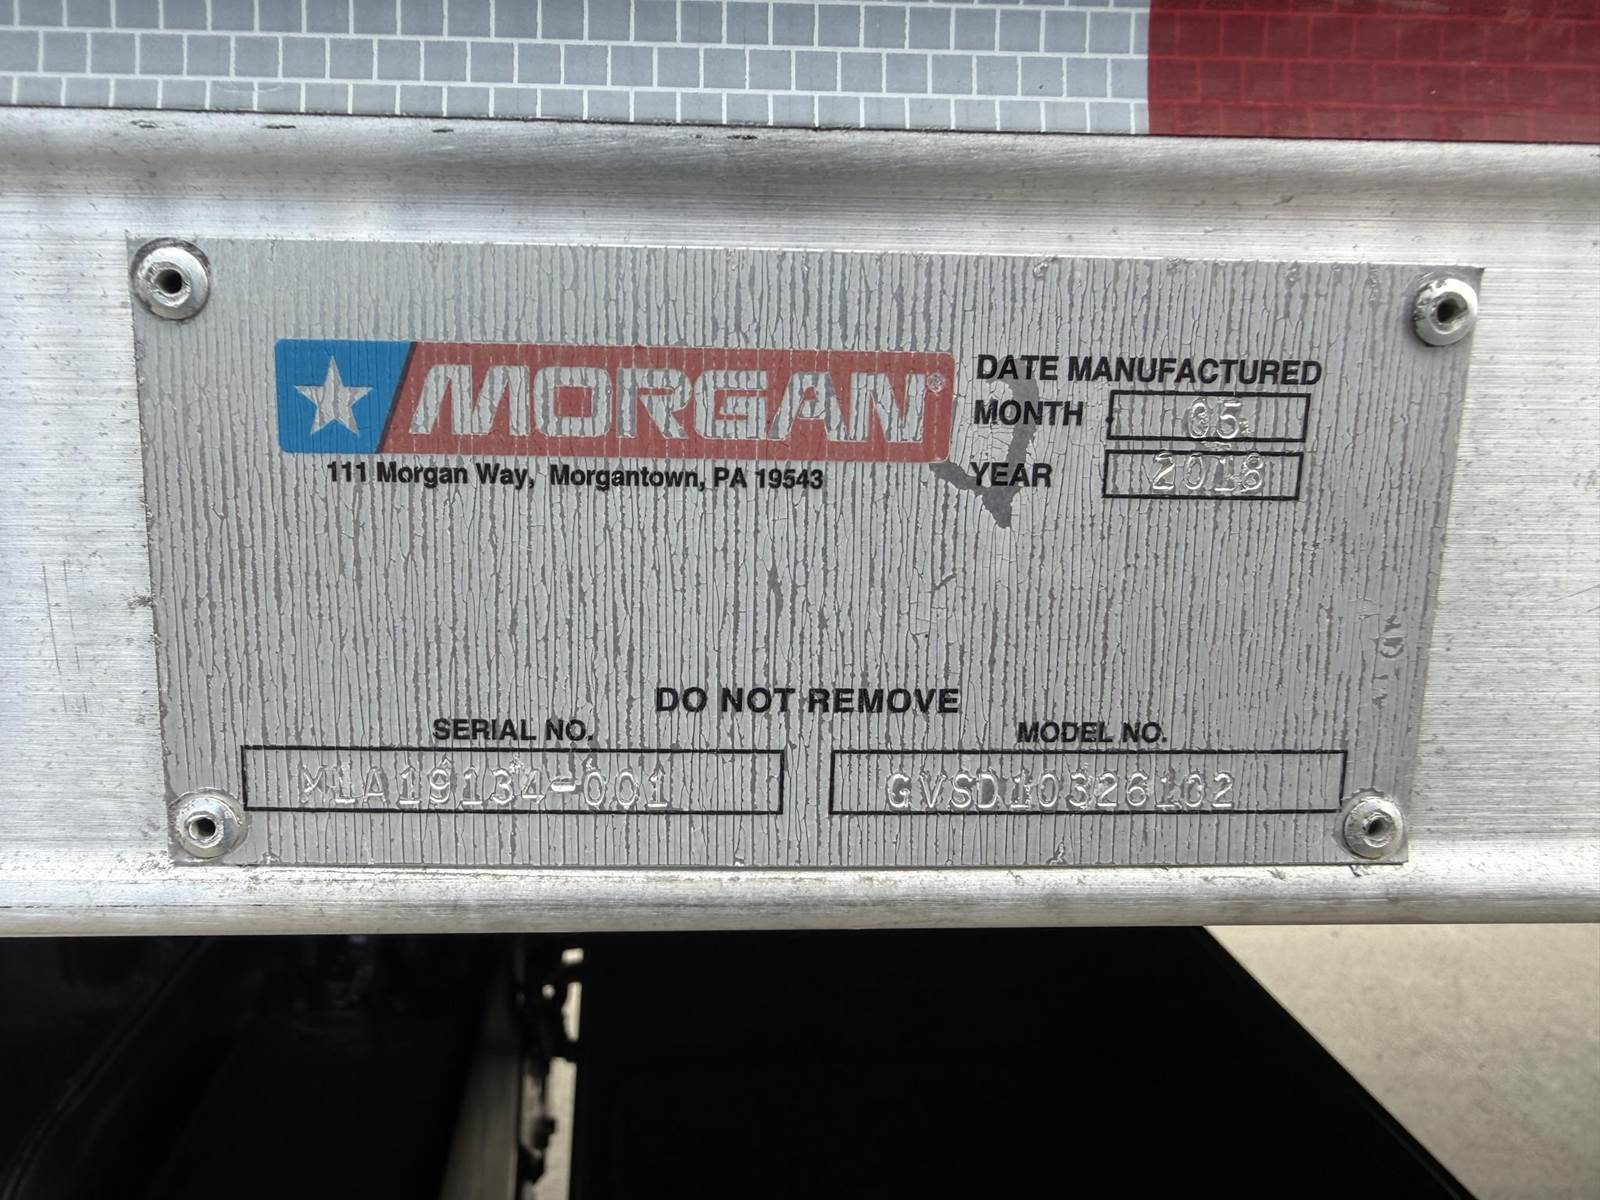 MORGAN®
111 Morgan Way, Morgantown, PA 19543
DATE MANUFACTURED
MONTH 05
YEAR 2018
DO NOT REMOVE
SERIAL NO.
MLA19134-001
MODEL NO.
GVSD10326102